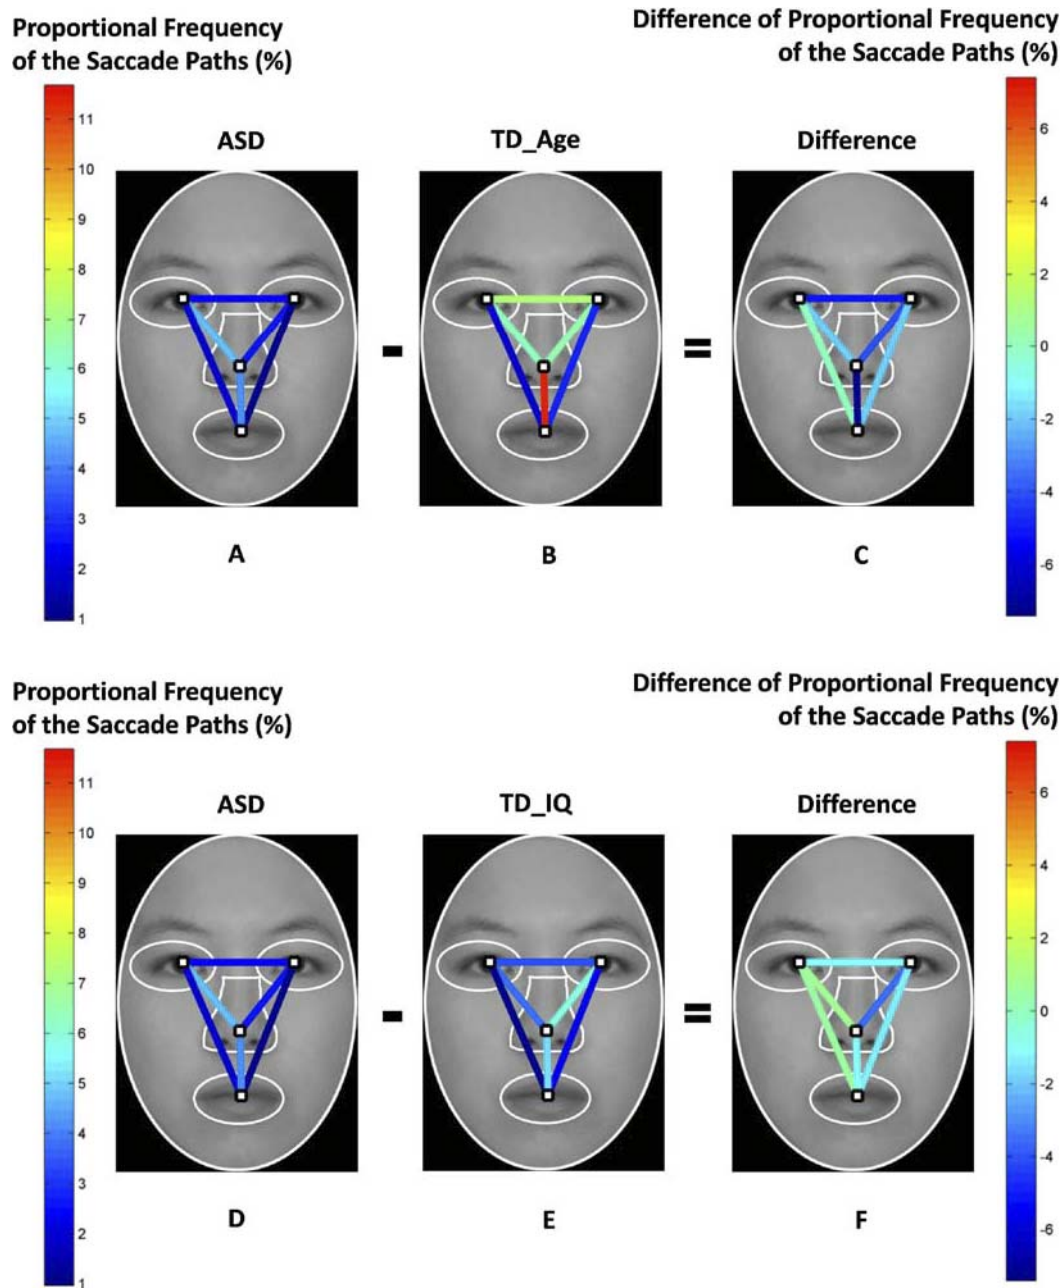 Proportional Frequency
of the Saccade Paths (%)
Difference of Proportional Frequency
of the Saccade Paths (%)
ASD
TD_Age
Difference
11
10
9
8
7
6
5
4
3
2
1
-
=
6
4
2
0
-2
-4
-6
A
B
C
Proportional Frequency
of the Saccade Paths (%)
Difference of Proportional Frequency
of the Saccade Paths (%)
ASD
TD_IQ
Difference
11
10
9
8
7
6
5
4
3
2
1
-
=
6
4
2
0
-2
-4
-6
D
E
F